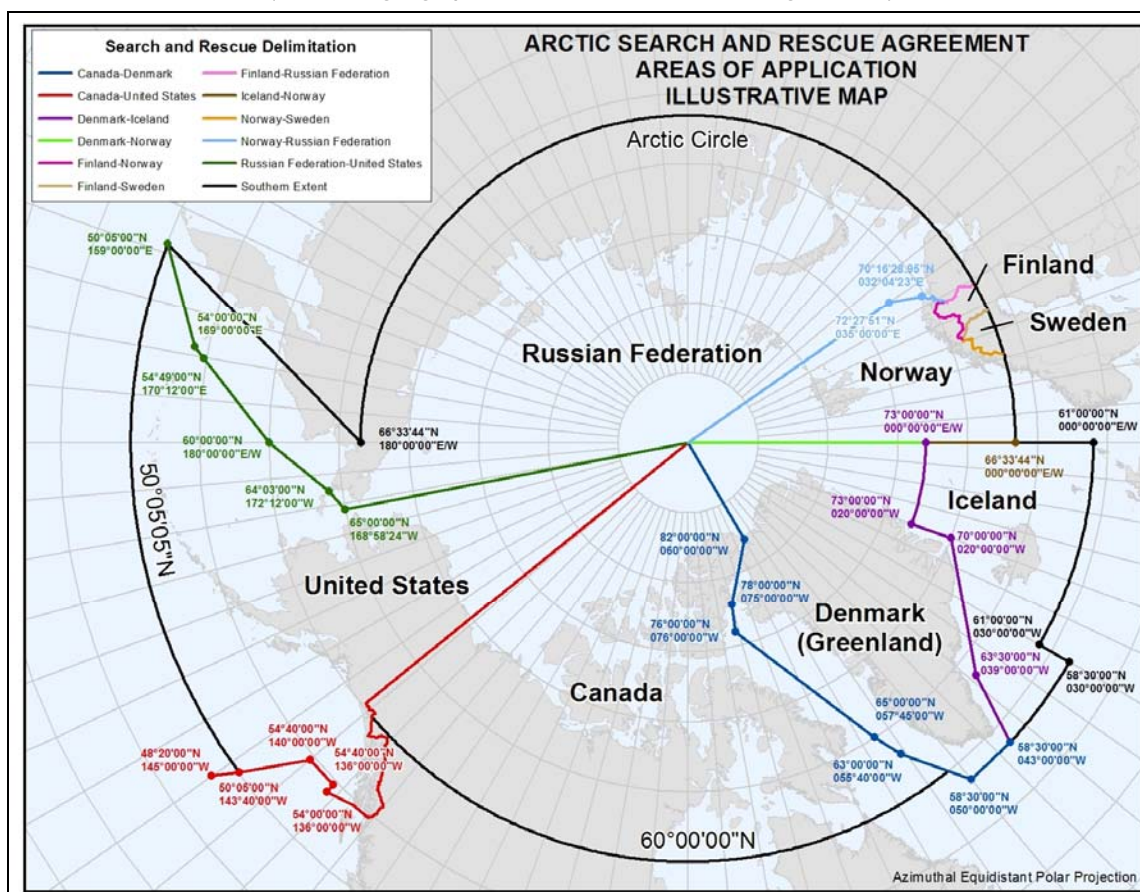 ARCTIC SEARCH AND RESCUE AGREEMENT
AREAS OF APPLICATION
ILLUSTRATIVE MAP
Search and Rescue Delimitation
Canada-Denmark
Canada-United States
Denmark-Iceland
Denmark-Norway
Finland-Norway
Finland-Sweden
Finland-Russian Federation
Iceland-Norway
Norway-Sweden
Norway-Russian Federation
Russian Federation-United States
Southern Extent
Arctic Circle
50°05'00"N
159°00'00"E
54°00'00"N
169°00'00"E
54°49'00"N
170°12'00"E
60°00'00"N
180°00'00"E/W
64°03'00"N
172°12'00"W
65°00'00"N
168°58'24"W
66°33'44"N
180°00'00"E/W
Russian Federation
70°16'28.95"N
032°04'23"E
72°27'51"N
035°00'00"E
Finland
Sweden
Norway
73°00'00"N
000°00'00"E/W
61°00'00"N
000°00'00"E/W
66°33'44"N
000°00'00"E/W
Iceland
73°00'00"N
020°00'00"W
70°00'00"N
020°00'00"W
82°00'00"N
060°00'00"W
78°00'00"N
075°00'00"W
76°00'00"N
076°00'00"W
Denmark
(Greenland)
61°00'00"N
030°00'00"W
63°30'00"N
039°00'00"W
58°30'00"N
030°00'00"W
United States
Canada
50°05'05"N
65°00'00"N
057°45'00"W
63°00'00"N
055°40'00"W
58°30'00"N
043°00'00"W
58°30'00"N
050°00'00"W
54°40'00"N
140°00'00"W
54°40'00"N
136°00'00"W
48°20'00"N
145°00'00"W
50°05'00"N
143°40'00"W
54°00'00"N
136°00'00"W
60°00'00"N
Azimuthal Equidistant Polar Projection